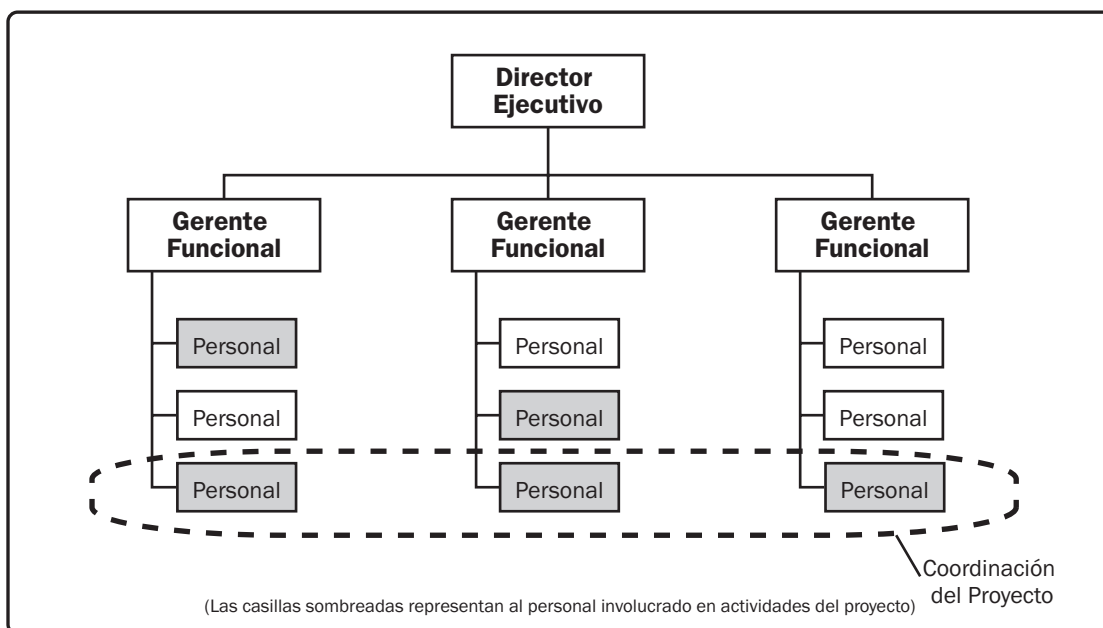 Director
Ejecutivo
Gerente
Funcional
Gerente
Funcional
Gerente
Funcional
Personal
Personal
Personal
Personal
Personal
Personal
Personal
Personal
Personal
Coordinación
del Proyecto
(Las casillas sombreadas representan al personal involucrado en actividades del proyecto)